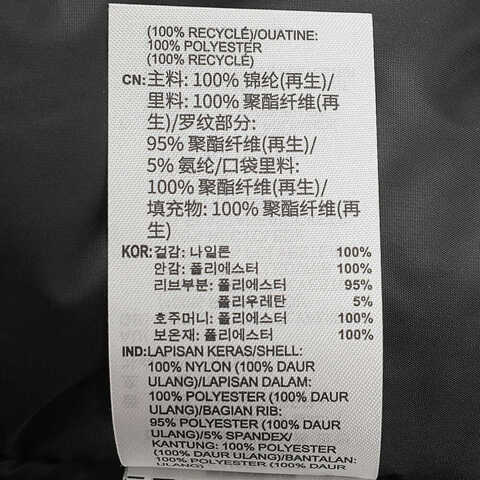 (100% RECYCLÉ)/OUATINE:
100% POLYESTER
(100% RECYCLÉ)
CN:主料: 100% 锦纶(再生)/
里料: 100% 聚酯纤维(再
生)/罗纹部分:
95% 聚酯纤维(再生)/
5% 氨纶/口袋里料:
100% 聚酯纤维(再生)/
填充物: 100% 聚酯纤维(再
生)
KOR:겉감: 나일론 100%
안감: 폴리에스터 100%
리브부분: 폴리에스터 95%
폴리우레탄 5%
호주머니: 폴리에스터 100%
보온재: 폴리에스터 100%
IND:LAPISAN KERAS/SHELL:
100% NYLON (100% DAUR
ULANG)/LAPISAN DALAM:
100% POLYESTER (100% DAUR
ULANG)/BAGIAN RIB:
95% POLYESTER (100% DAUR
ULANG)/5% SPANDEX/
KANTUNG: 100% POLYESTER
(100% DAUR ULANG)/BANTALAN:
100% POLYESTER (100% DAUR
ULANG)